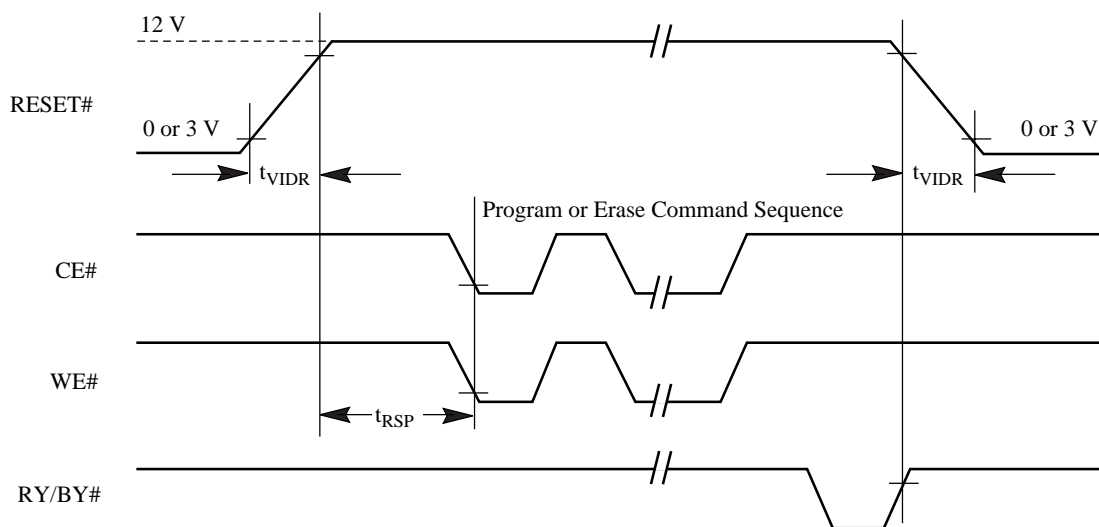 12 V
RESET#
0 or 3 V
0 or 3 V
tVIDR
tVIDR
Program or Erase Command Sequence
CE#
WE#
tRSP
RY/BY#